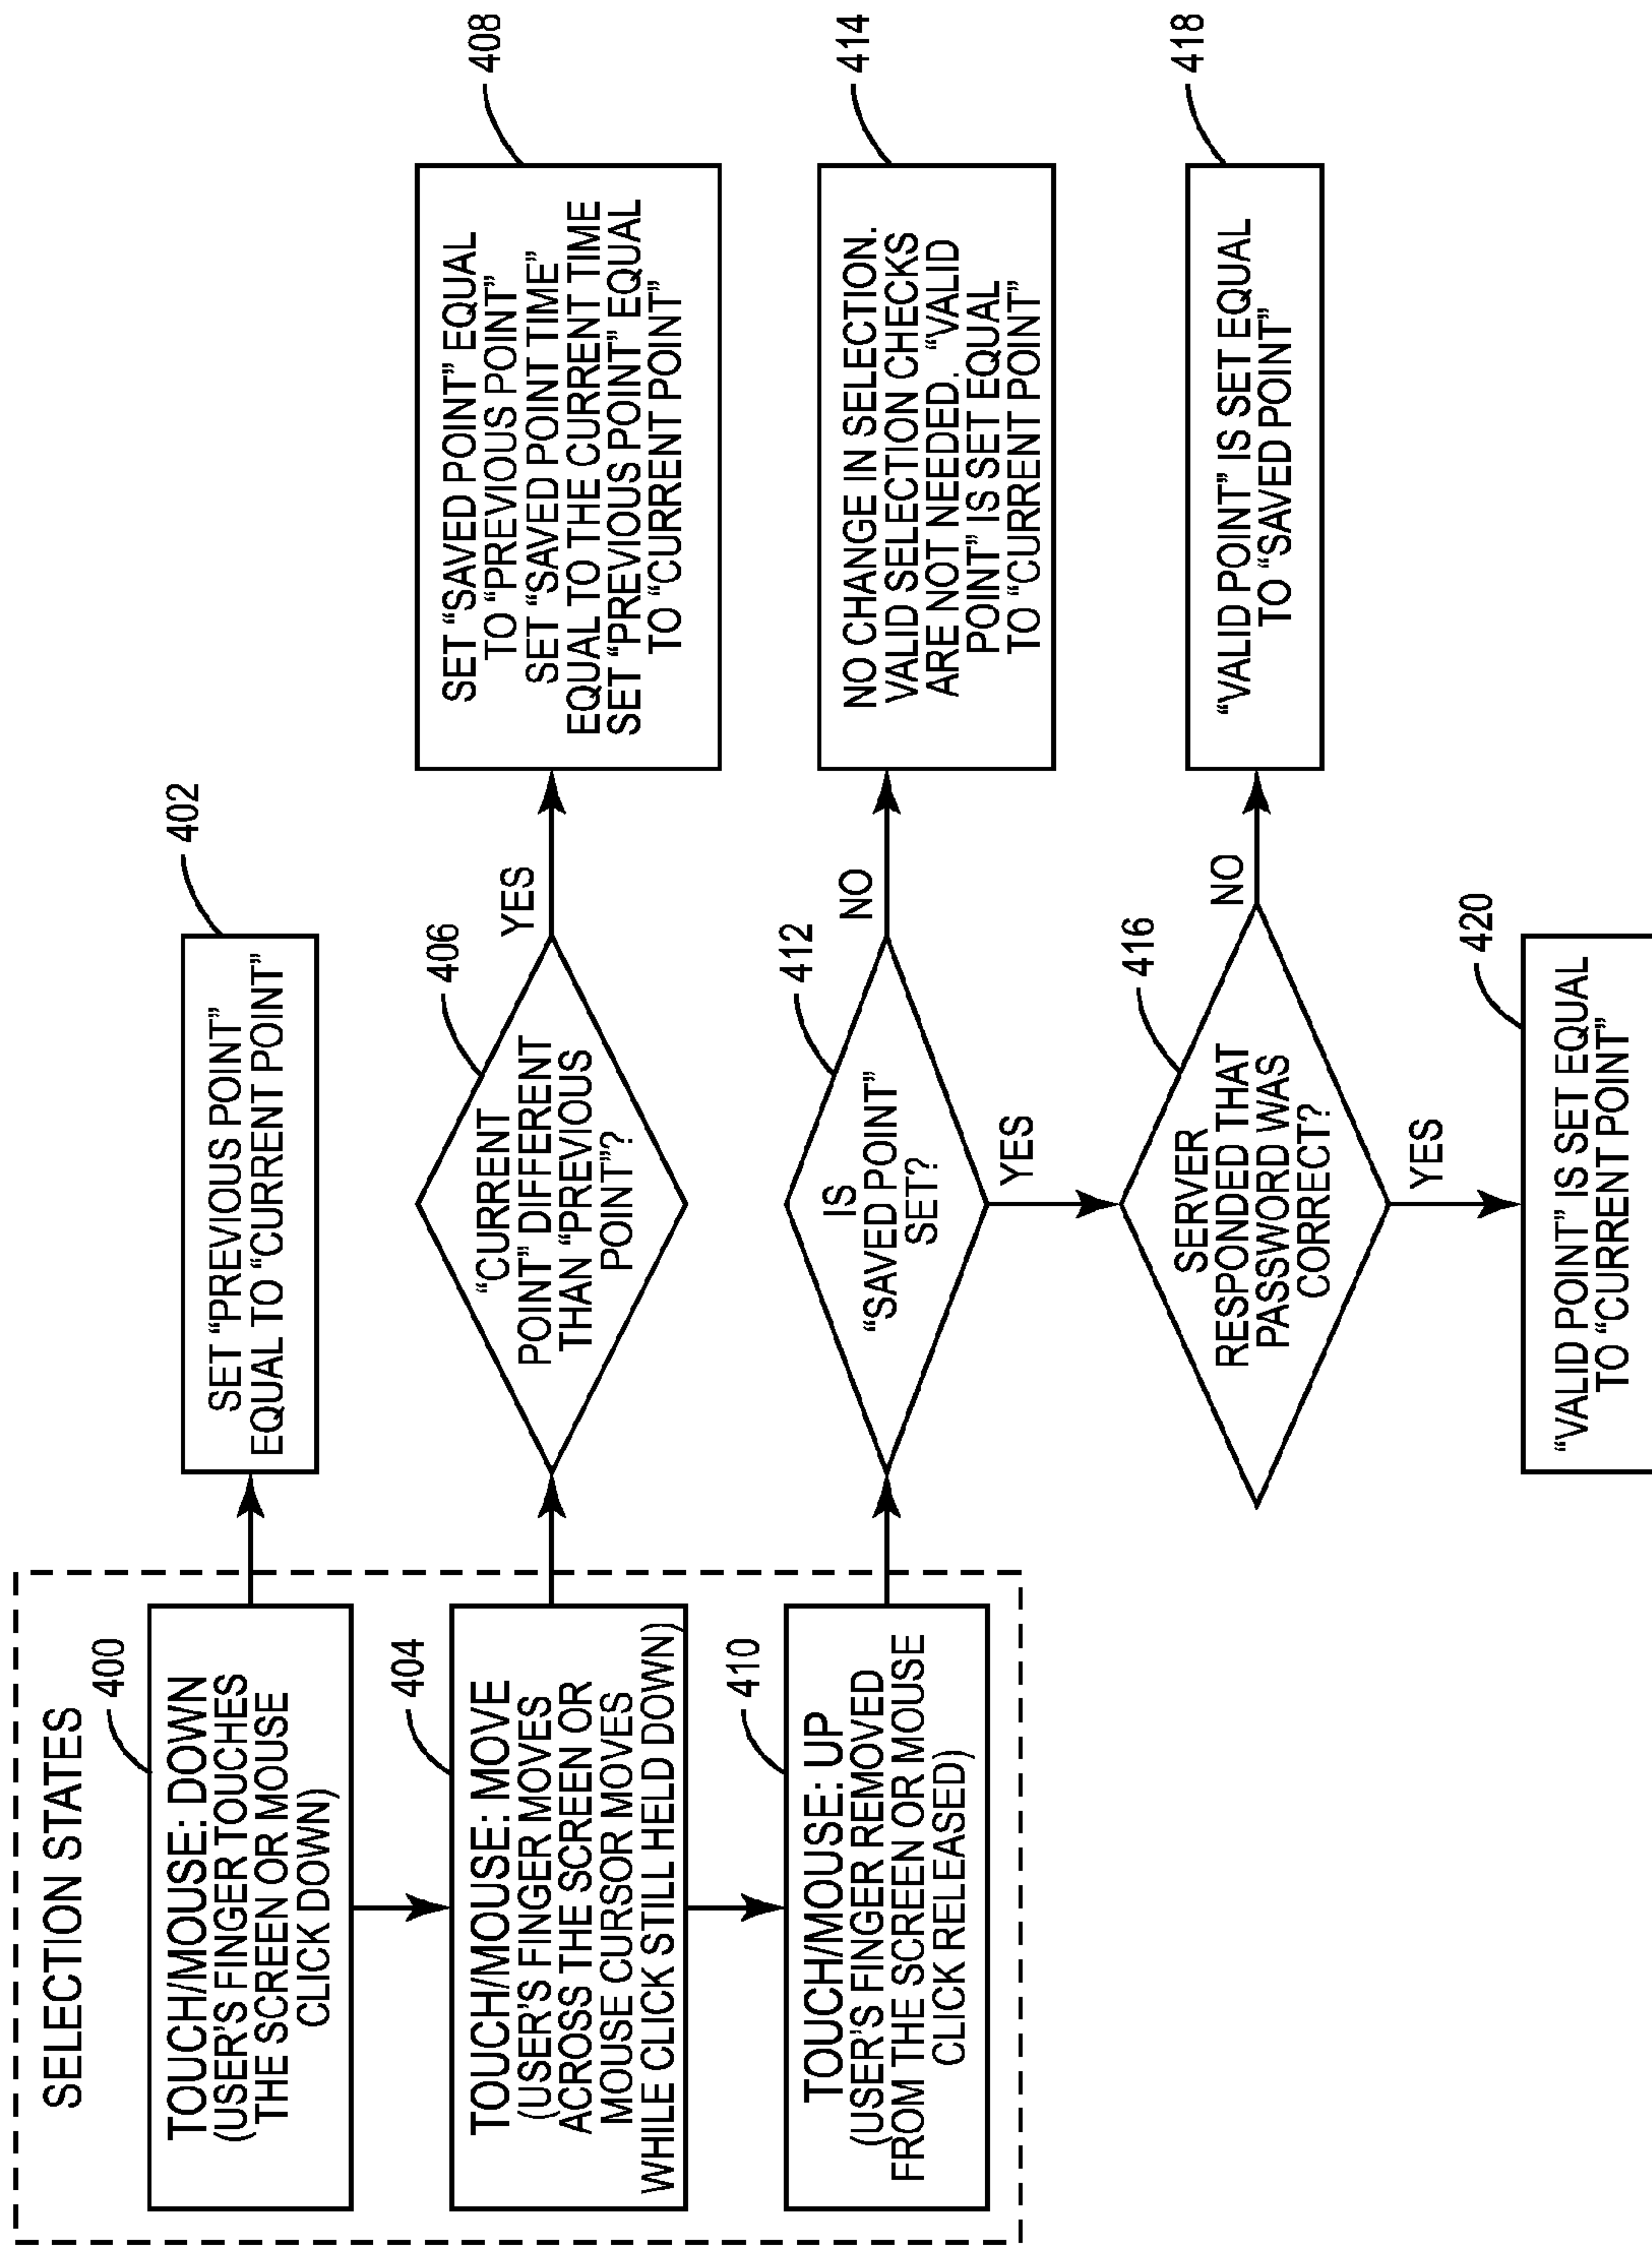 SELECTION STATES
400
TOUCH/MOUSE: DOWN
(USER'S FINGER TOUCHES
THE SCREEN OR MOUSE
CLICK DOWN)
402
SET “PREVIOUS POINT”
EQUAL TO “CURRENT POINT”
404
TOUCH/MOUSE: MOVE
(USER'S FINGER MOVES
ACROSS THE SCREEN OR
MOUSE CURSOR MOVES
WHILE CLICK STILL HELD DOWN)
406
“CURRENT
POINT” DIFFERENT
THAN “PREVIOUS
POINT”?
YES
408
SET “SAVED POINT” EQUAL
TO “PREVIOUS POINT”
SET “SAVED POINT TIME”
EQUAL TO THE CURRENT TIME
SET “PREVIOUS POINT” EQUAL
TO “CURRENT POINT”
410
TOUCH/MOUSE: UP
(USER'S FINGER REMOVED
FROM THE SCREEN OR MOUSE
CLICK RELEASED)
412
IS
“SAVED POINT”
SET?
NO
414
NO CHANGE IN SELECTION.
VALID SELECTION CHECKS
ARE NOT NEEDED. “VALID
POINT” IS SET EQUAL
TO “CURRENT POINT”
YES
416
SERVER
RESPONDED THAT
PASSWORD WAS
CORRECT?
NO
418
“VALID POINT” IS SET EQUAL
TO “SAVED POINT”
YES
420
“VALID POINT” IS SET EQUAL
TO “CURRENT POINT”